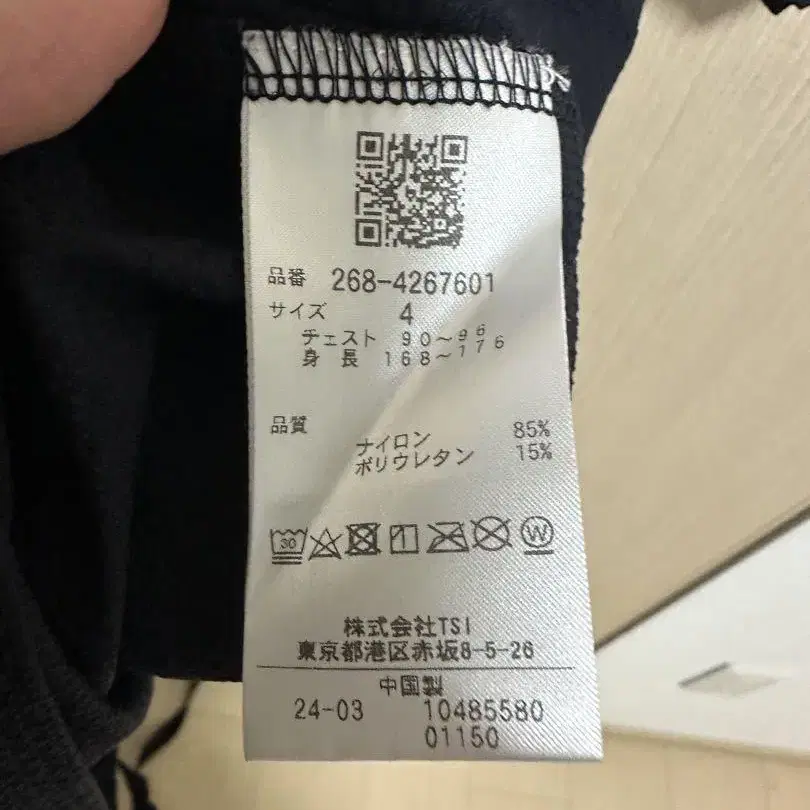 品番 268-4267601
サイズ 4
チェスト 90~96
身長 168~176
品質
ナイロン 85%
ポリウレタン 15%
30 W
株式会社TSI
東京都港区赤坂8-5-26
中国製
24-03 10485580
01150